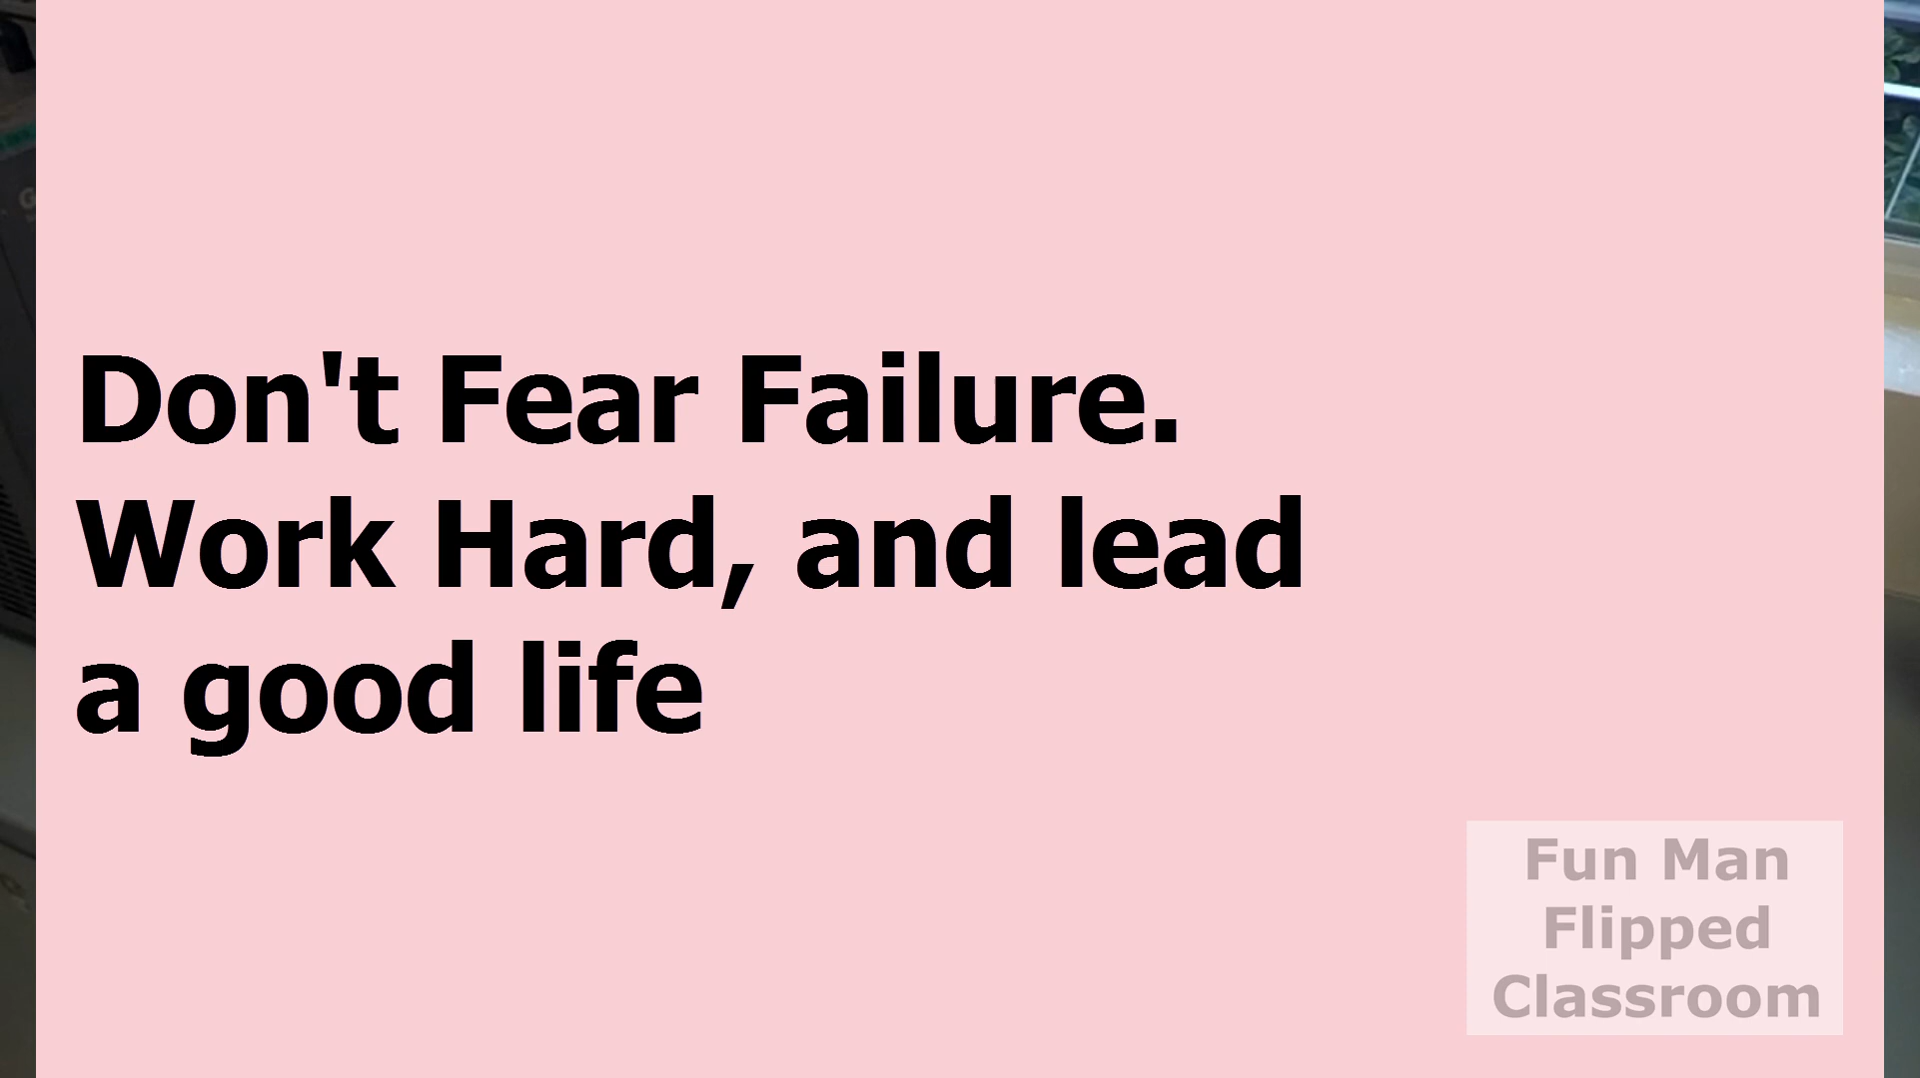 Don't Fear Failure.
Work Hard, and lead
a good life
Fun Man
Flipped
Classroom